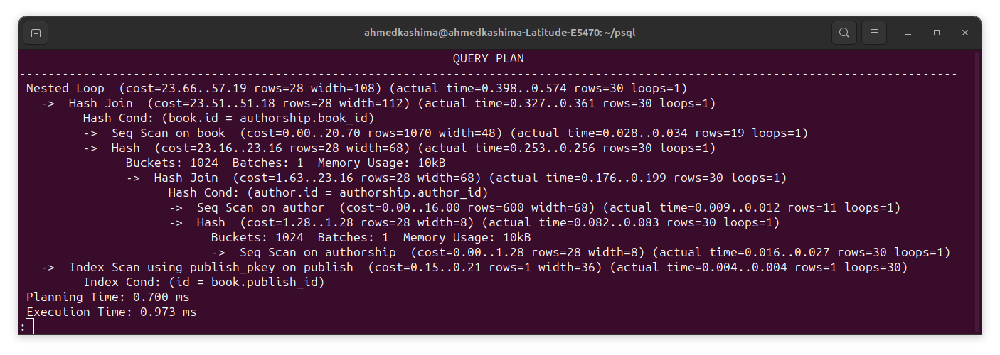 ahmedkashima@ahmedkashima-Latitude-E5470: ~/psql
QUERY PLAN
------------------------------------------------------------------------------------------------------------------------------------
Nested Loop  (cost=23.66..57.19 rows=28 width=108) (actual time=0.398..0.574 rows=30 loops=1)
  ->  Hash Join  (cost=23.51..51.18 rows=28 width=112) (actual time=0.327..0.361 rows=30 loops=1)
        Hash Cond: (book.id = authorship.book_id)
        ->  Seq Scan on book  (cost=0.00..20.70 rows=1070 width=48) (actual time=0.028..0.034 rows=19 loops=1)
        ->  Hash  (cost=23.16..23.16 rows=28 width=68) (actual time=0.253..0.256 rows=30 loops=1)
              Buckets: 1024  Batches: 1  Memory Usage: 10kB
              ->  Hash Join  (cost=1.63..23.16 rows=28 width=68) (actual time=0.176..0.199 rows=30 loops=1)
                    Hash Cond: (author.id = authorship.author_id)
                    ->  Seq Scan on author  (cost=0.00..16.00 rows=600 width=68) (actual time=0.009..0.012 rows=11 loops=1)
                    ->  Hash  (cost=1.28..1.28 rows=28 width=8) (actual time=0.082..0.083 rows=30 loops=1)
                          Buckets: 1024  Batches: 1  Memory Usage: 10kB
                          ->  Seq Scan on authorship  (cost=0.00..1.28 rows=28 width=8) (actual time=0.016..0.027 rows=30 loops=1)
  ->  Index Scan using publish_pkey on publish  (cost=0.15..0.21 rows=1 width=36) (actual time=0.004..0.004 rows=1 loops=30)
        Index Cond: (id = book.publish_id)
Planning Time: 0.700 ms
Execution Time: 0.973 ms
: